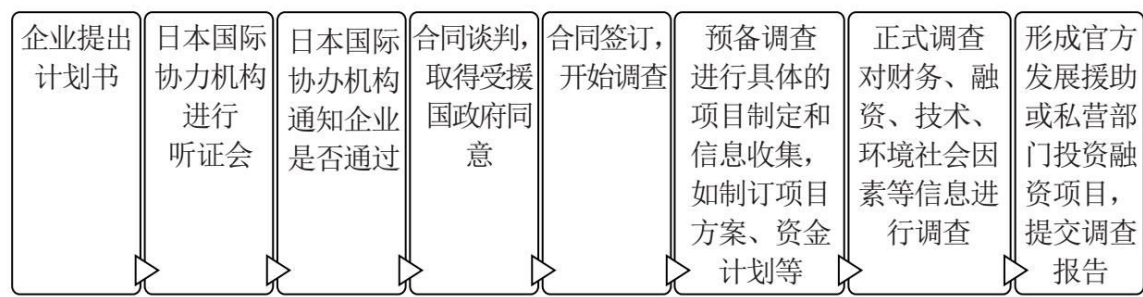 企业提出
计划书
日本国际
协力机构
进行
听证会
日本国际
协办机构
通知企业
是否通过
合同谈判，
取得受援
国政府同
意
合同签订，
开始调查
预备调查
进行具体的
项目制定和
信息收集，
如制订项目
方案、资金
计划等
正式调查
对财务、融
资、技术、
环境社会因
素等信息进
行调查
形成官方
发展援助
或私营部
门投资融
资项目，
提交调查
报告